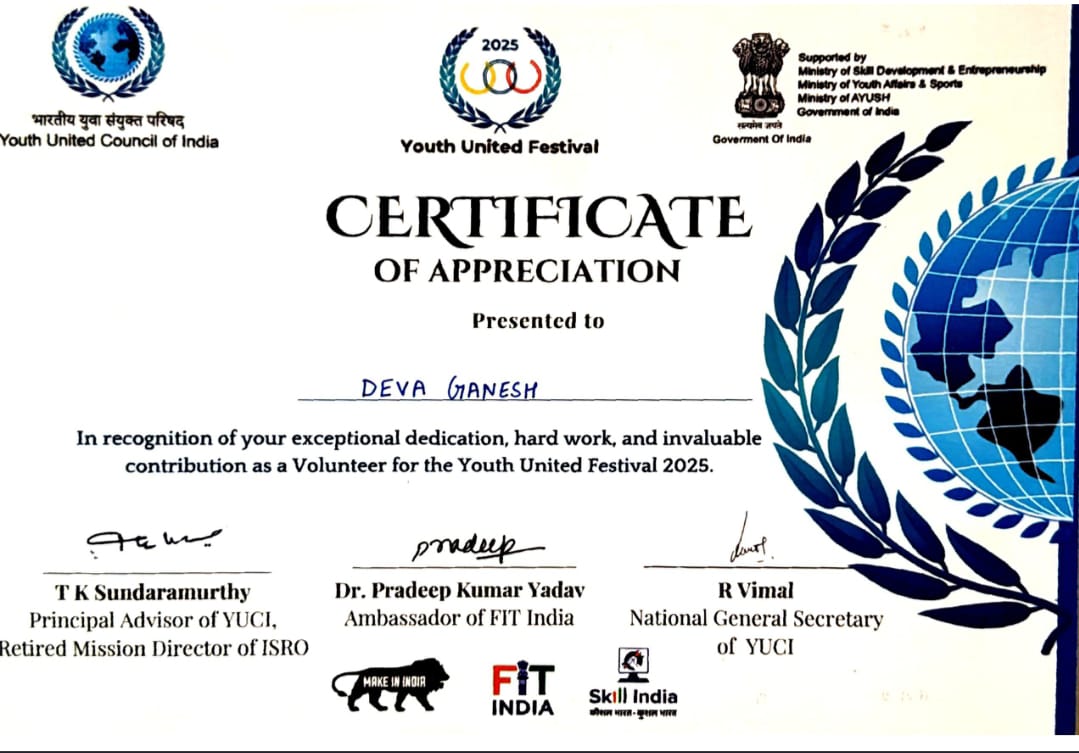 भारतीय युवा संयुक्त परिषद्
Youth United Council of India
2025
Youth United Festival
सत्यमेव जयते
Goverment Of India
Supported by
Ministry of Skill Development & Entrepreneurship
Ministry of Youth Affairs & Sports
Ministry of AYUSH
Government of India
CERTIFICATE
OF APPRECIATION
Presented to
DEVA GANESH
In recognition of your exceptional dedication, hard work, and invaluable
contribution as a Volunteer for the Youth United Festival 2025.
pradeep
T K Sundaramurthy
Principal Advisor of YUCI,
Retired Mission Director of ISRO
Dr. Pradeep Kumar Yadav
Ambassador of FIT India
R Vimal
National General Secretary
of YUCI
MAKE IN INDIA
FIT
INDIA
Skill India
कौशल भारत - कुशल भारत